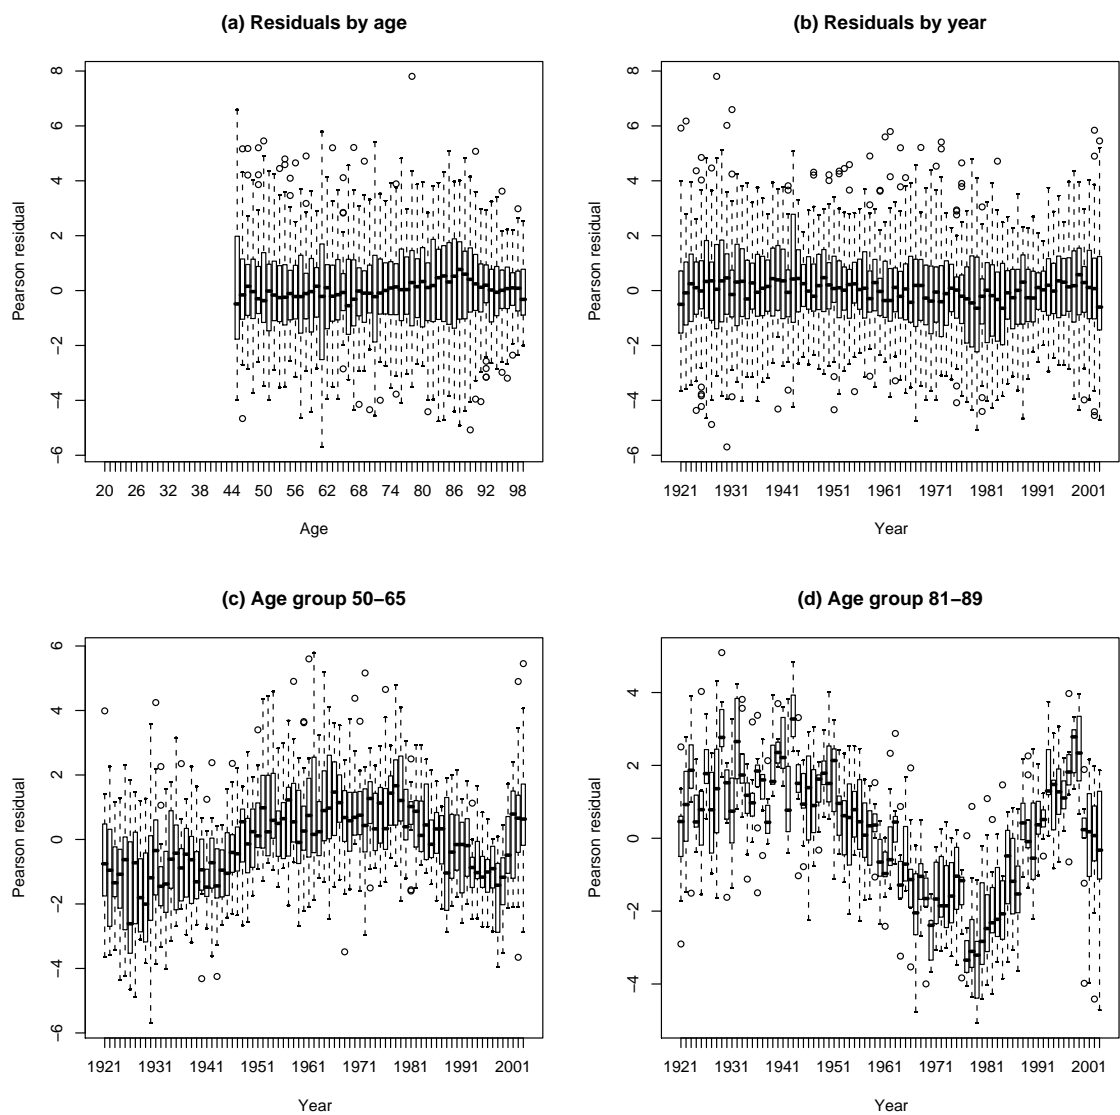 (a) Residuals by age
8
6
4
2
0
−2
−4
−6
Pearson residual
20 26 32 38 44 50 56 62 68 74 80 86 92 98
Age
(b) Residuals by year
8
6
4
2
0
−2
−4
−6
Pearson residual
1921 1931 1941 1951 1961 1971 1981 1991 2001
Year
(c) Age group 50−65
6
4
2
0
−2
−4
−6
Pearson residual
1921 1931 1941 1951 1961 1971 1981 1991 2001
Year
(d) Age group 81−89
4
2
0
−2
−4
Pearson residual
1921 1931 1941 1951 1961 1971 1981 1991 2001
Year